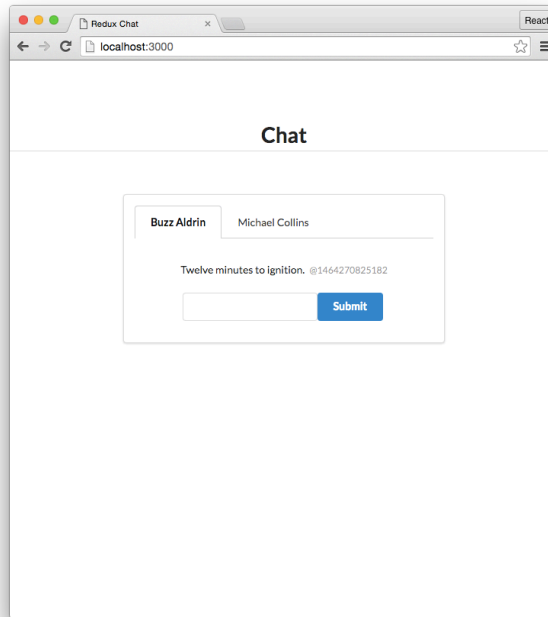 Redux Chat
React
localhost:3000
Chat
Buzz Aldrin Michael Collins
Twelve minutes to ignition. @1464270825182
Submit